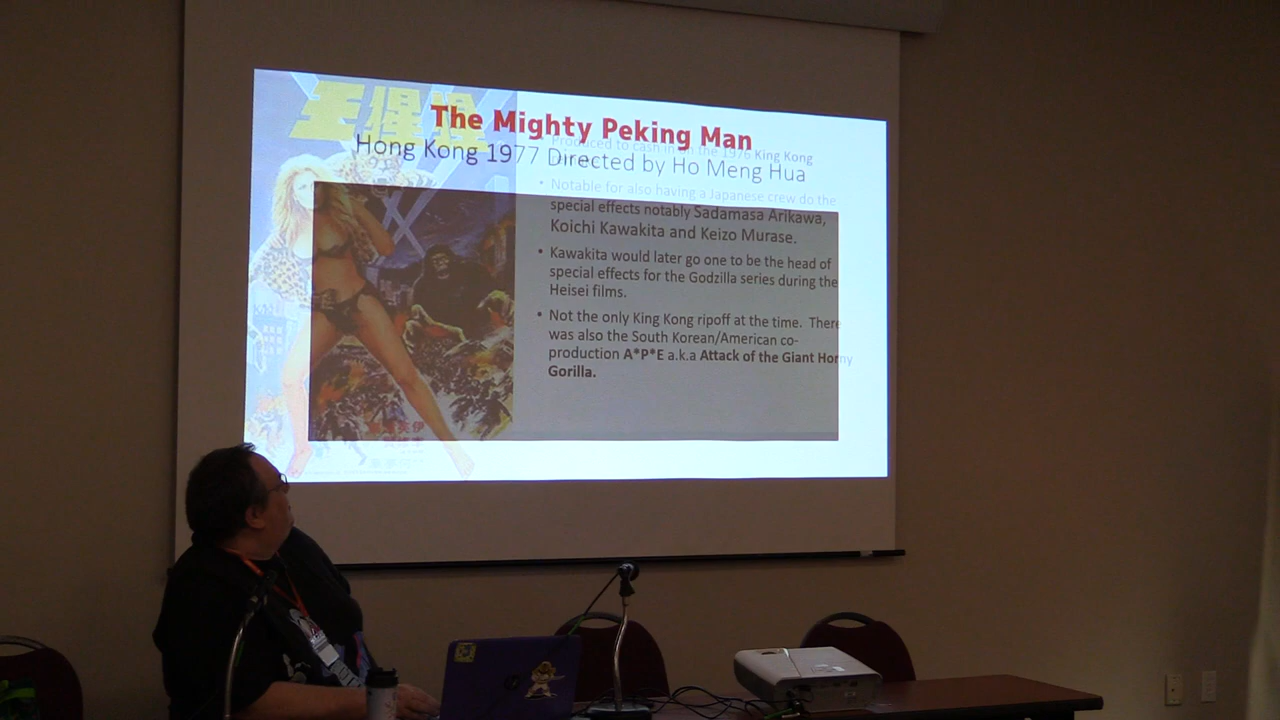 猩猩王
The Mighty Peking Man
Hong Kong 1977 Directed by Ho Meng Hua
Produced to cash in on the 1976 King Kong
• Notable for also having a Japanese crew do the
special effects notably Sadamasa Arikawa,
Koichi Kawakita and Keizo Murase.
• Kawakita would later go one to be the head of
special effects for the Godzilla series during the
Heisei films.
• Not the only King Kong ripoff at the time. There
was also the South Korean/American co-
production A*P*E a.k.a Attack of the Giant Horny
Gorilla.